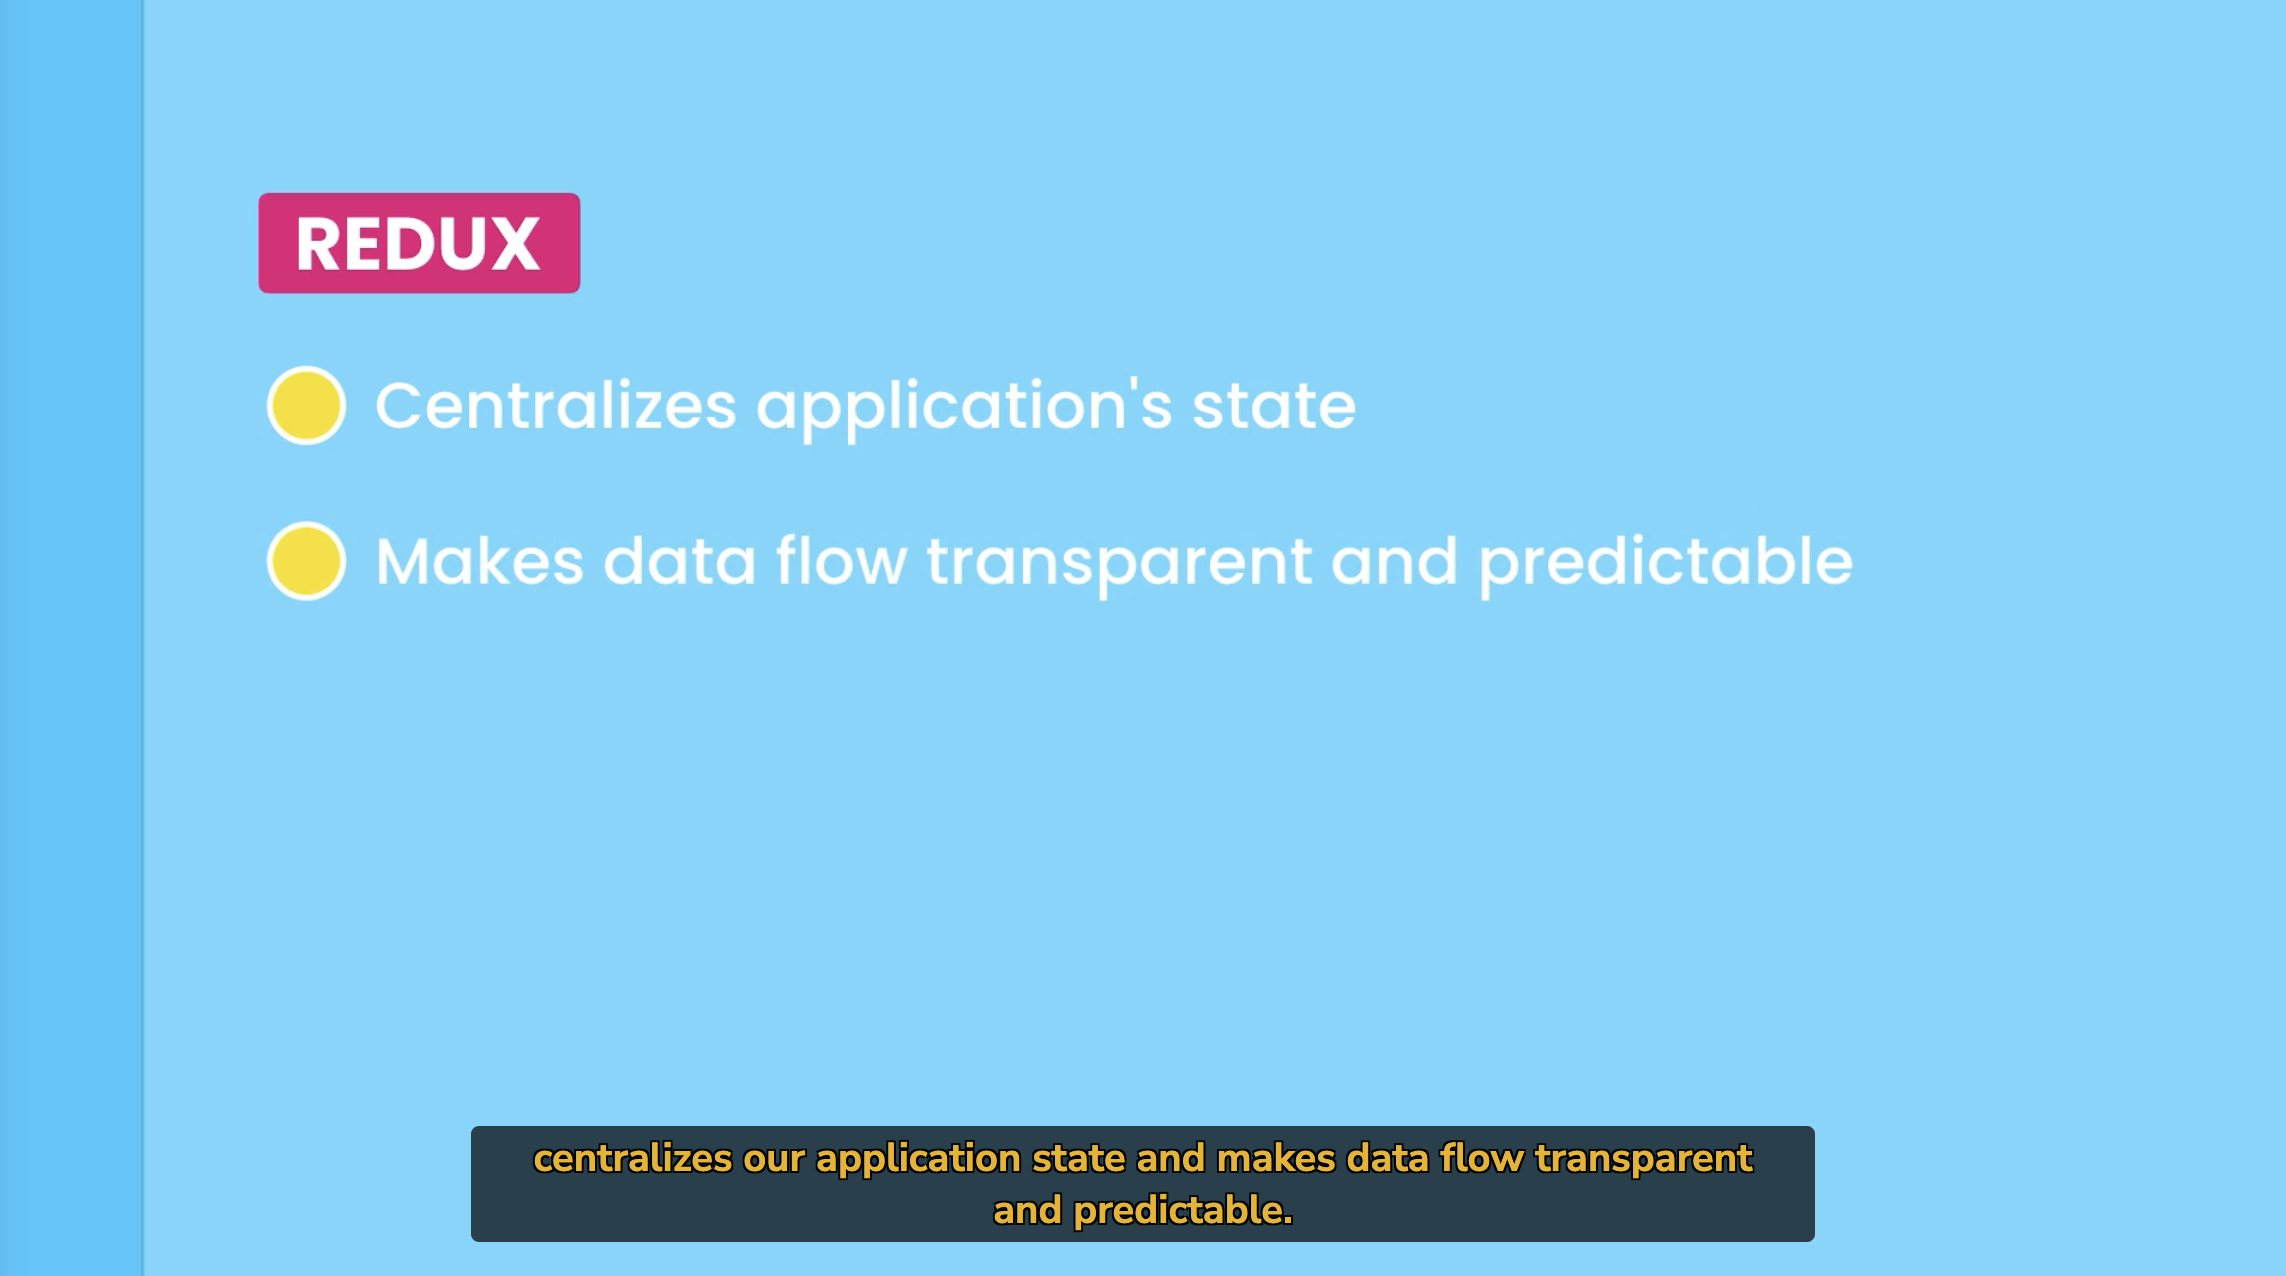 REDUX
Centralizes application's state
Makes data flow transparent and predictable
centralizes our application state and makes data flow transparent
and predictable.